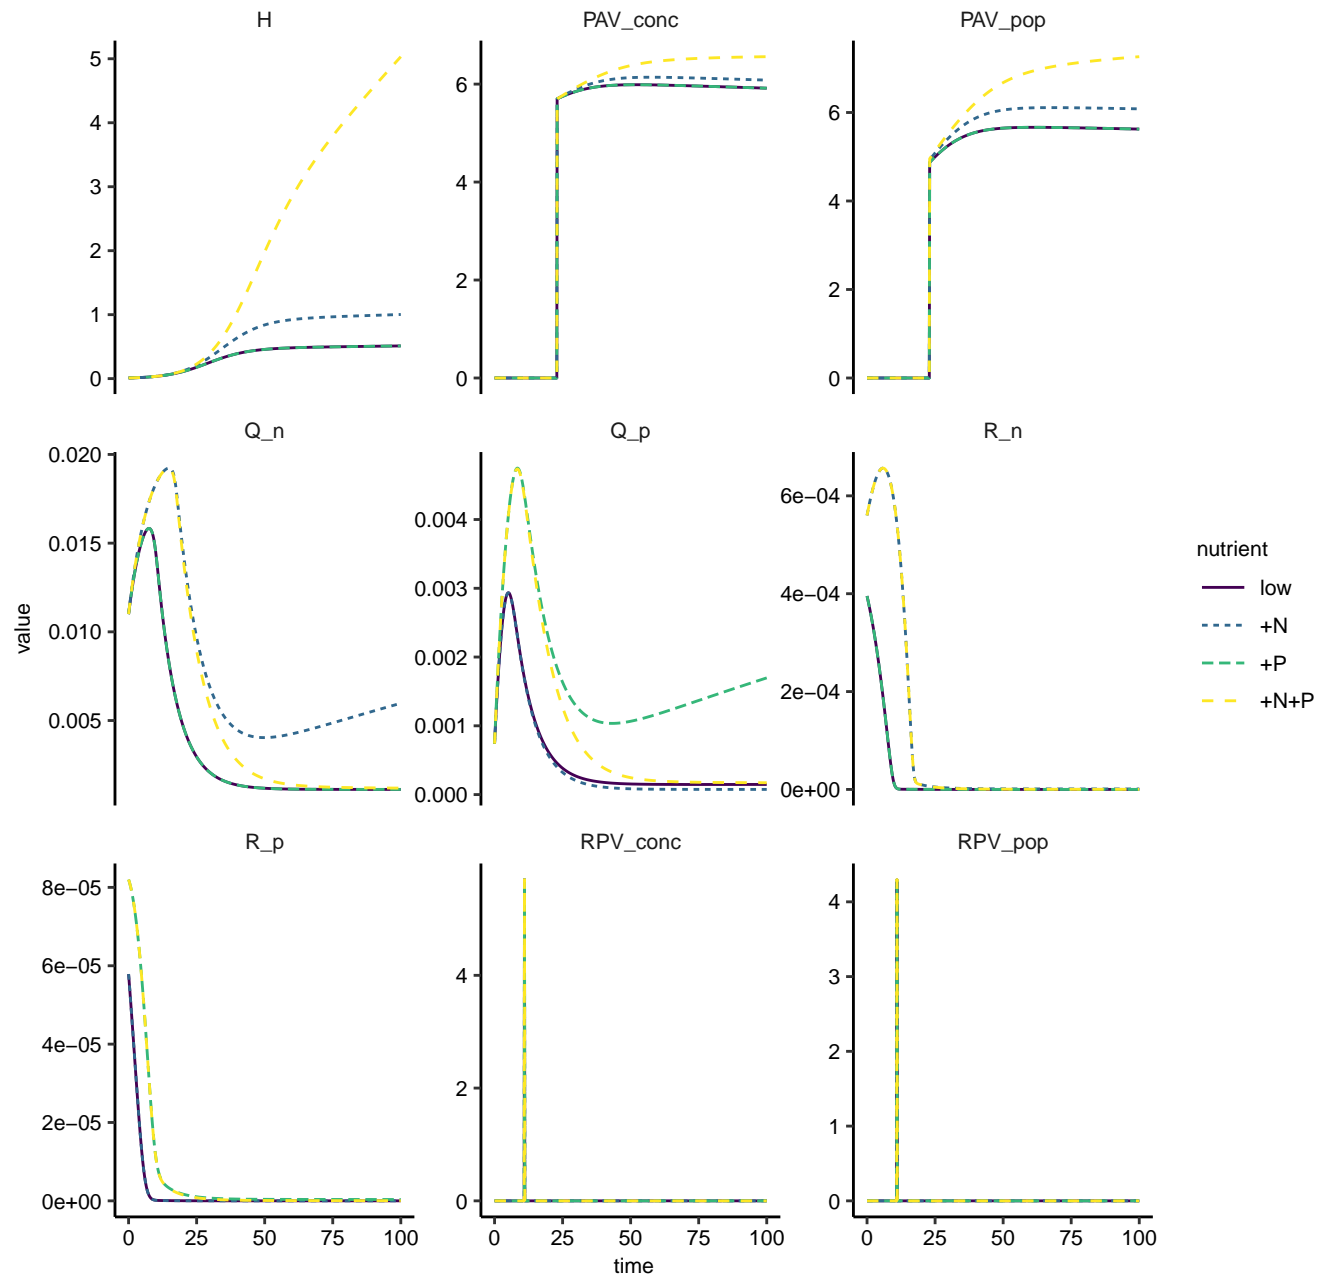 H
PAV_conc
PAV_pop
5
4
3
2
1
0
6
4
2
0
6
4
2
0
Q_n
Q_p
R_n
0.020
0.015
0.010
0.005
0.004
0.003
0.002
0.001
0.000
6e−04
4e−04
2e−04
0e+00
value
nutrient
low
+N
+P
+N+P
R_p
RPV_conc
RPV_pop
8e−05
6e−05
4e−05
2e−05
0e+00
4
2
0
4
3
2
1
0
0 25 50 75 100
0 25 50 75 100
0 25 50 75 100
time